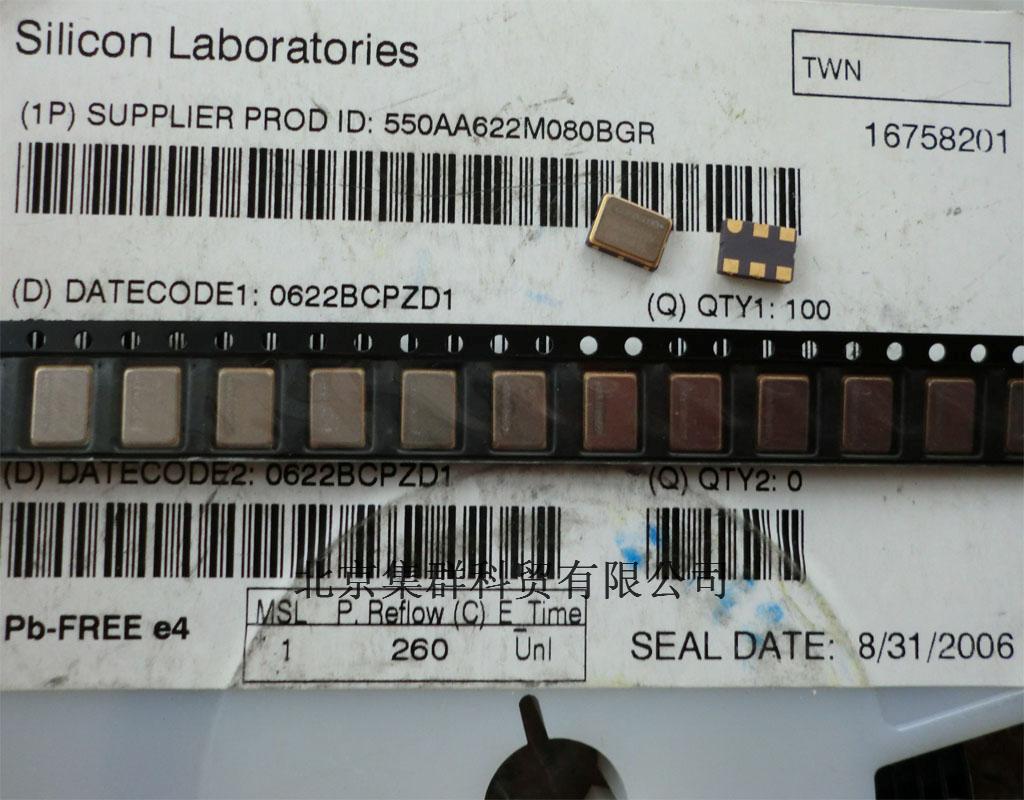 Silicon Laboratories
TWN
(1P) SUPPLIER PROD ID: 550AA622M080BGR
16758201
(D) DATECODE1: 0622BCPZD1
(Q) QTY1: 100
(D) DATECODE2: 0622BCPZD1
(Q) QTY2: 0
北京集群科贸有限公司
MSL P. Reflow (C) E_Time
1 260 Unl
Pb-FREE e4
SEAL DATE: 8/31/2006